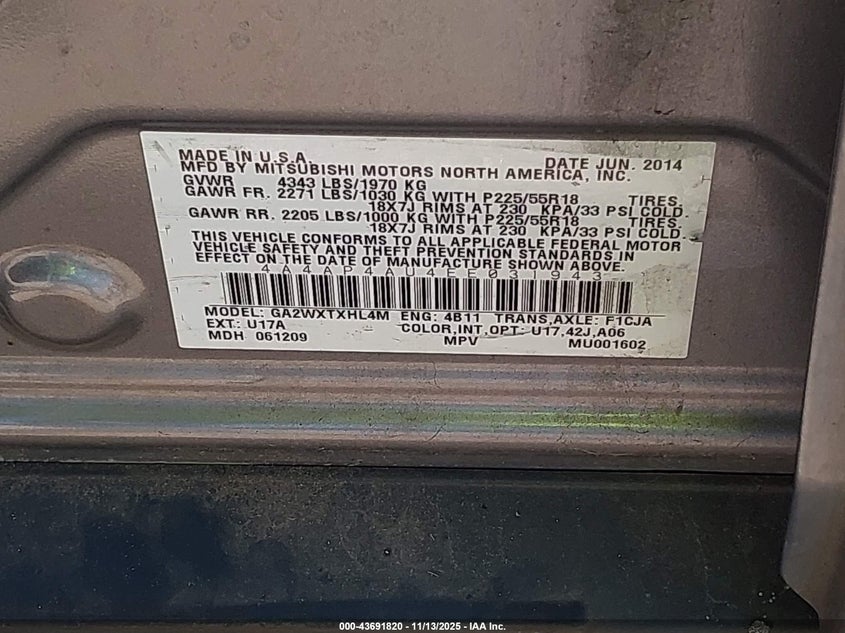 MADE IN U.S.A. DATE JUN. 2014
MFD BY MITSUBISHI MOTORS NORTH AMERICA, INC.
GVWR 4343 LBS/1970 KG
GAWR FR. 2271 LBS/1030 KG WITH P225/55R18 TIRES,
18X7J RIMS AT 230 KPA/33 PSI COLD.
GAWR RR. 2205 LBS/1000 KG WITH P225/55R18 TIRES
18X7J RIMS AT 230 KPA/33 PSI COLD.
THIS VEHICLE CONFORMS TO ALL APPLICABLE FEDERAL MOTOR
VEHICLE SAFETY AND THEFT PREVENTION STANDARDS IN
EFFECT ON THE DATE OF MANUFACTURE SHOWN ABOVE.
MODEL: GA2WXTXHL4M ENG: 4B11 TRANS,AXLE: F1CJA
EXT: U17A COLOR,INT,OPT: U17,42J,A06
MDH 061209 MPV MU001602
000-43691820 - 11/13/2025 - IAA Inc.